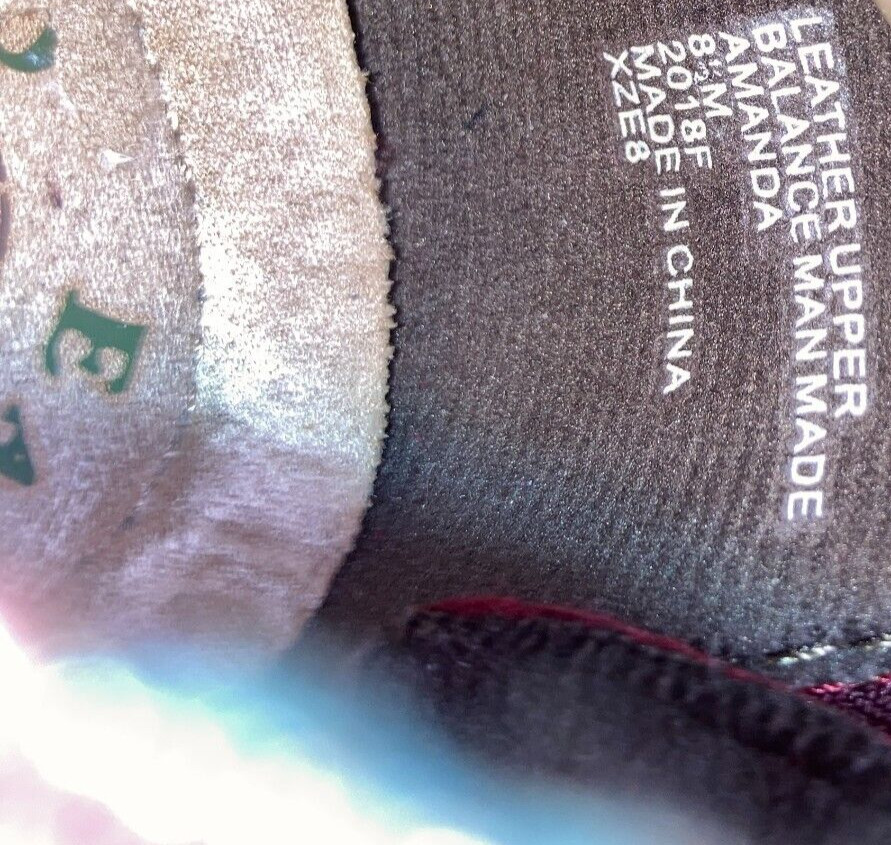 LEATHER UPPER
BALANCE MAN MADE
AMANDA
8½M
2018F
MADE IN CHINA
XZE8
E